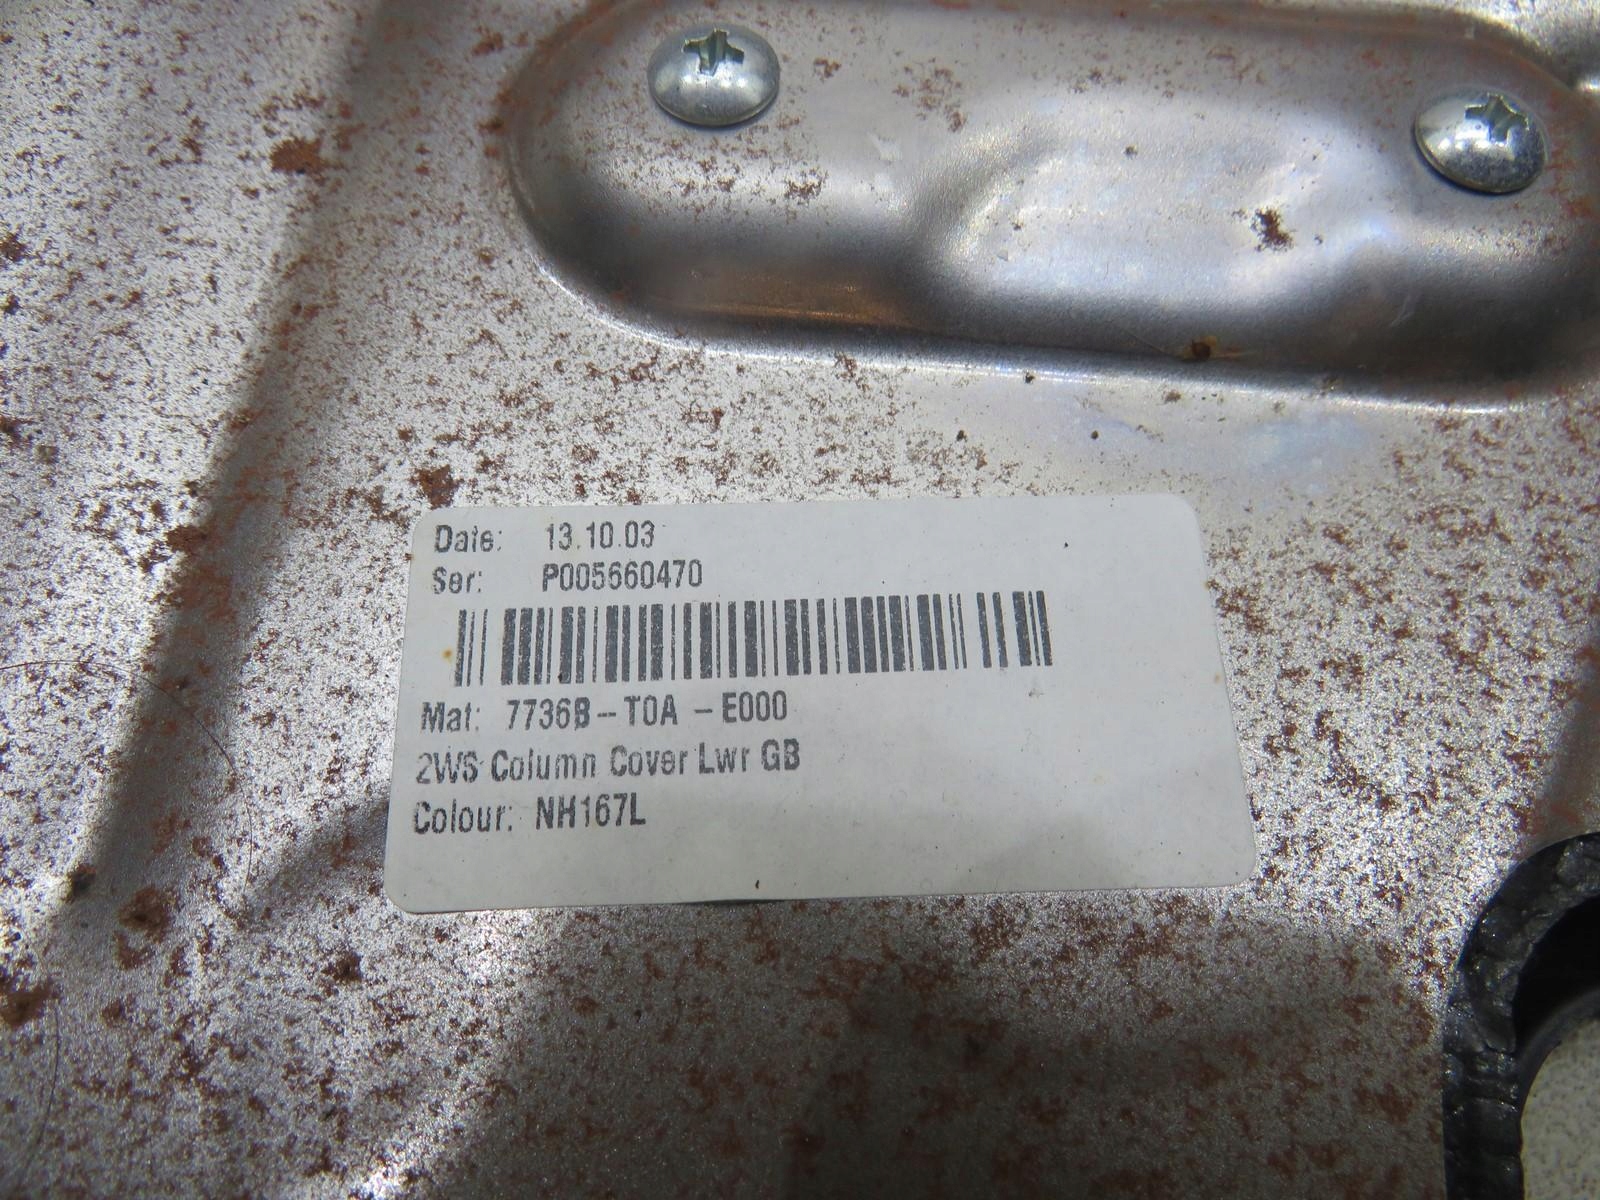 Date: 13.10.03
Ser: P005660470
Mat: 7736B-T0A -E000
2WS Column Cover Lwr GB
Colour: NH167L